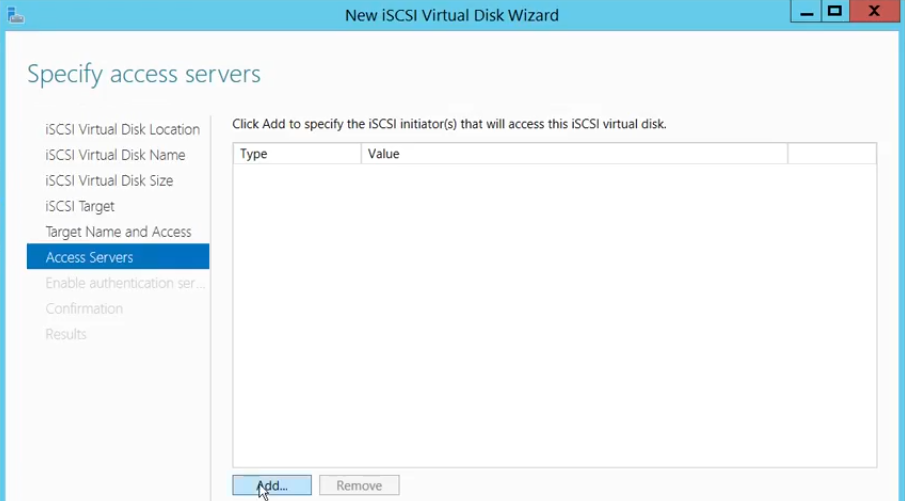 New iSCSI Virtual Disk Wizard
X
Specify access servers
iSCSI Virtual Disk Location
iSCSI Virtual Disk Name
iSCSI Virtual Disk Size
iSCSI Target
Target Name and Access
Access Servers
Enable authentication ser...
Confirmation
Results
Click Add to specify the iSCSI initiator(s) that will access this iSCSI virtual disk.
Type Value
Add... Remove